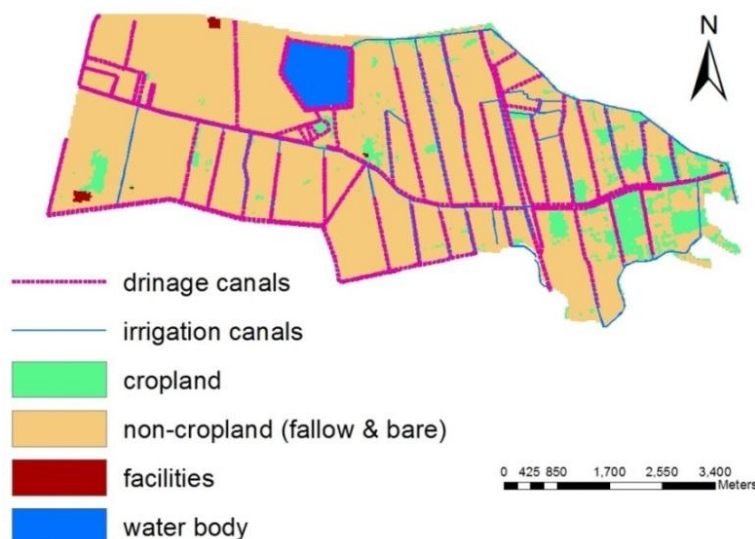 N
drinage canals
irrigation canals
cropland
non-cropland (fallow & bare)
facilities
water body
0 425 850 1,700 2,550 3,400
Meters